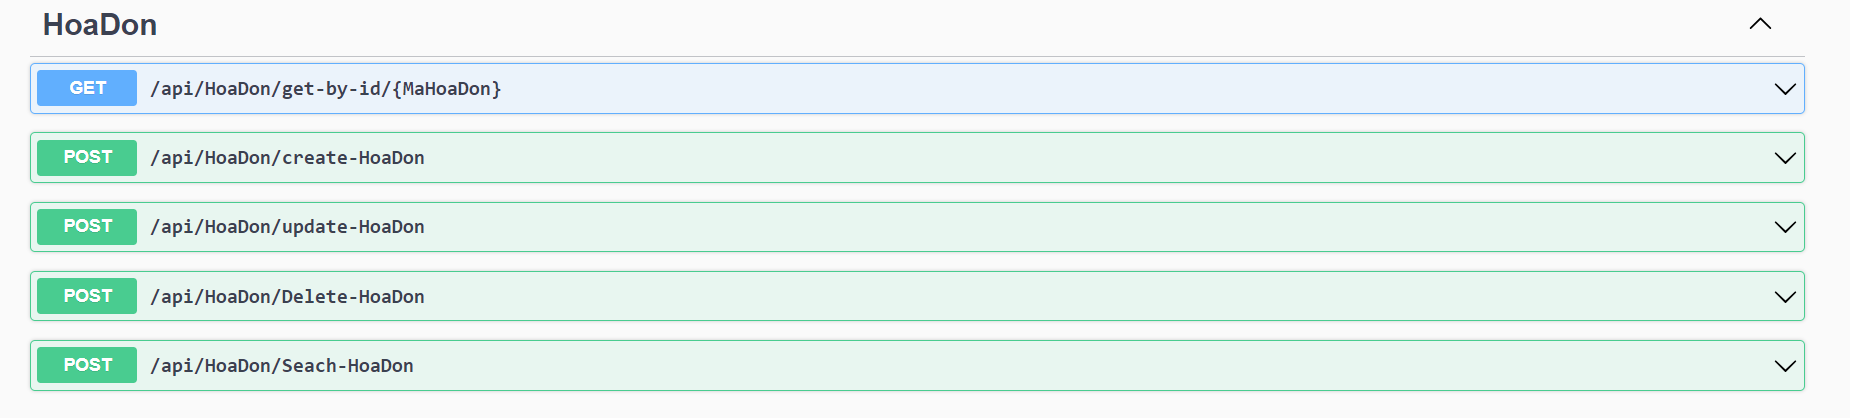 HoaDon
GET /api/HoaDon/get-by-id/{MaHoaDon}
POST /api/HoaDon/create-HoaDon
POST /api/HoaDon/update-HoaDon
POST /api/HoaDon/Delete-HoaDon
POST /api/HoaDon/Seach-HoaDon